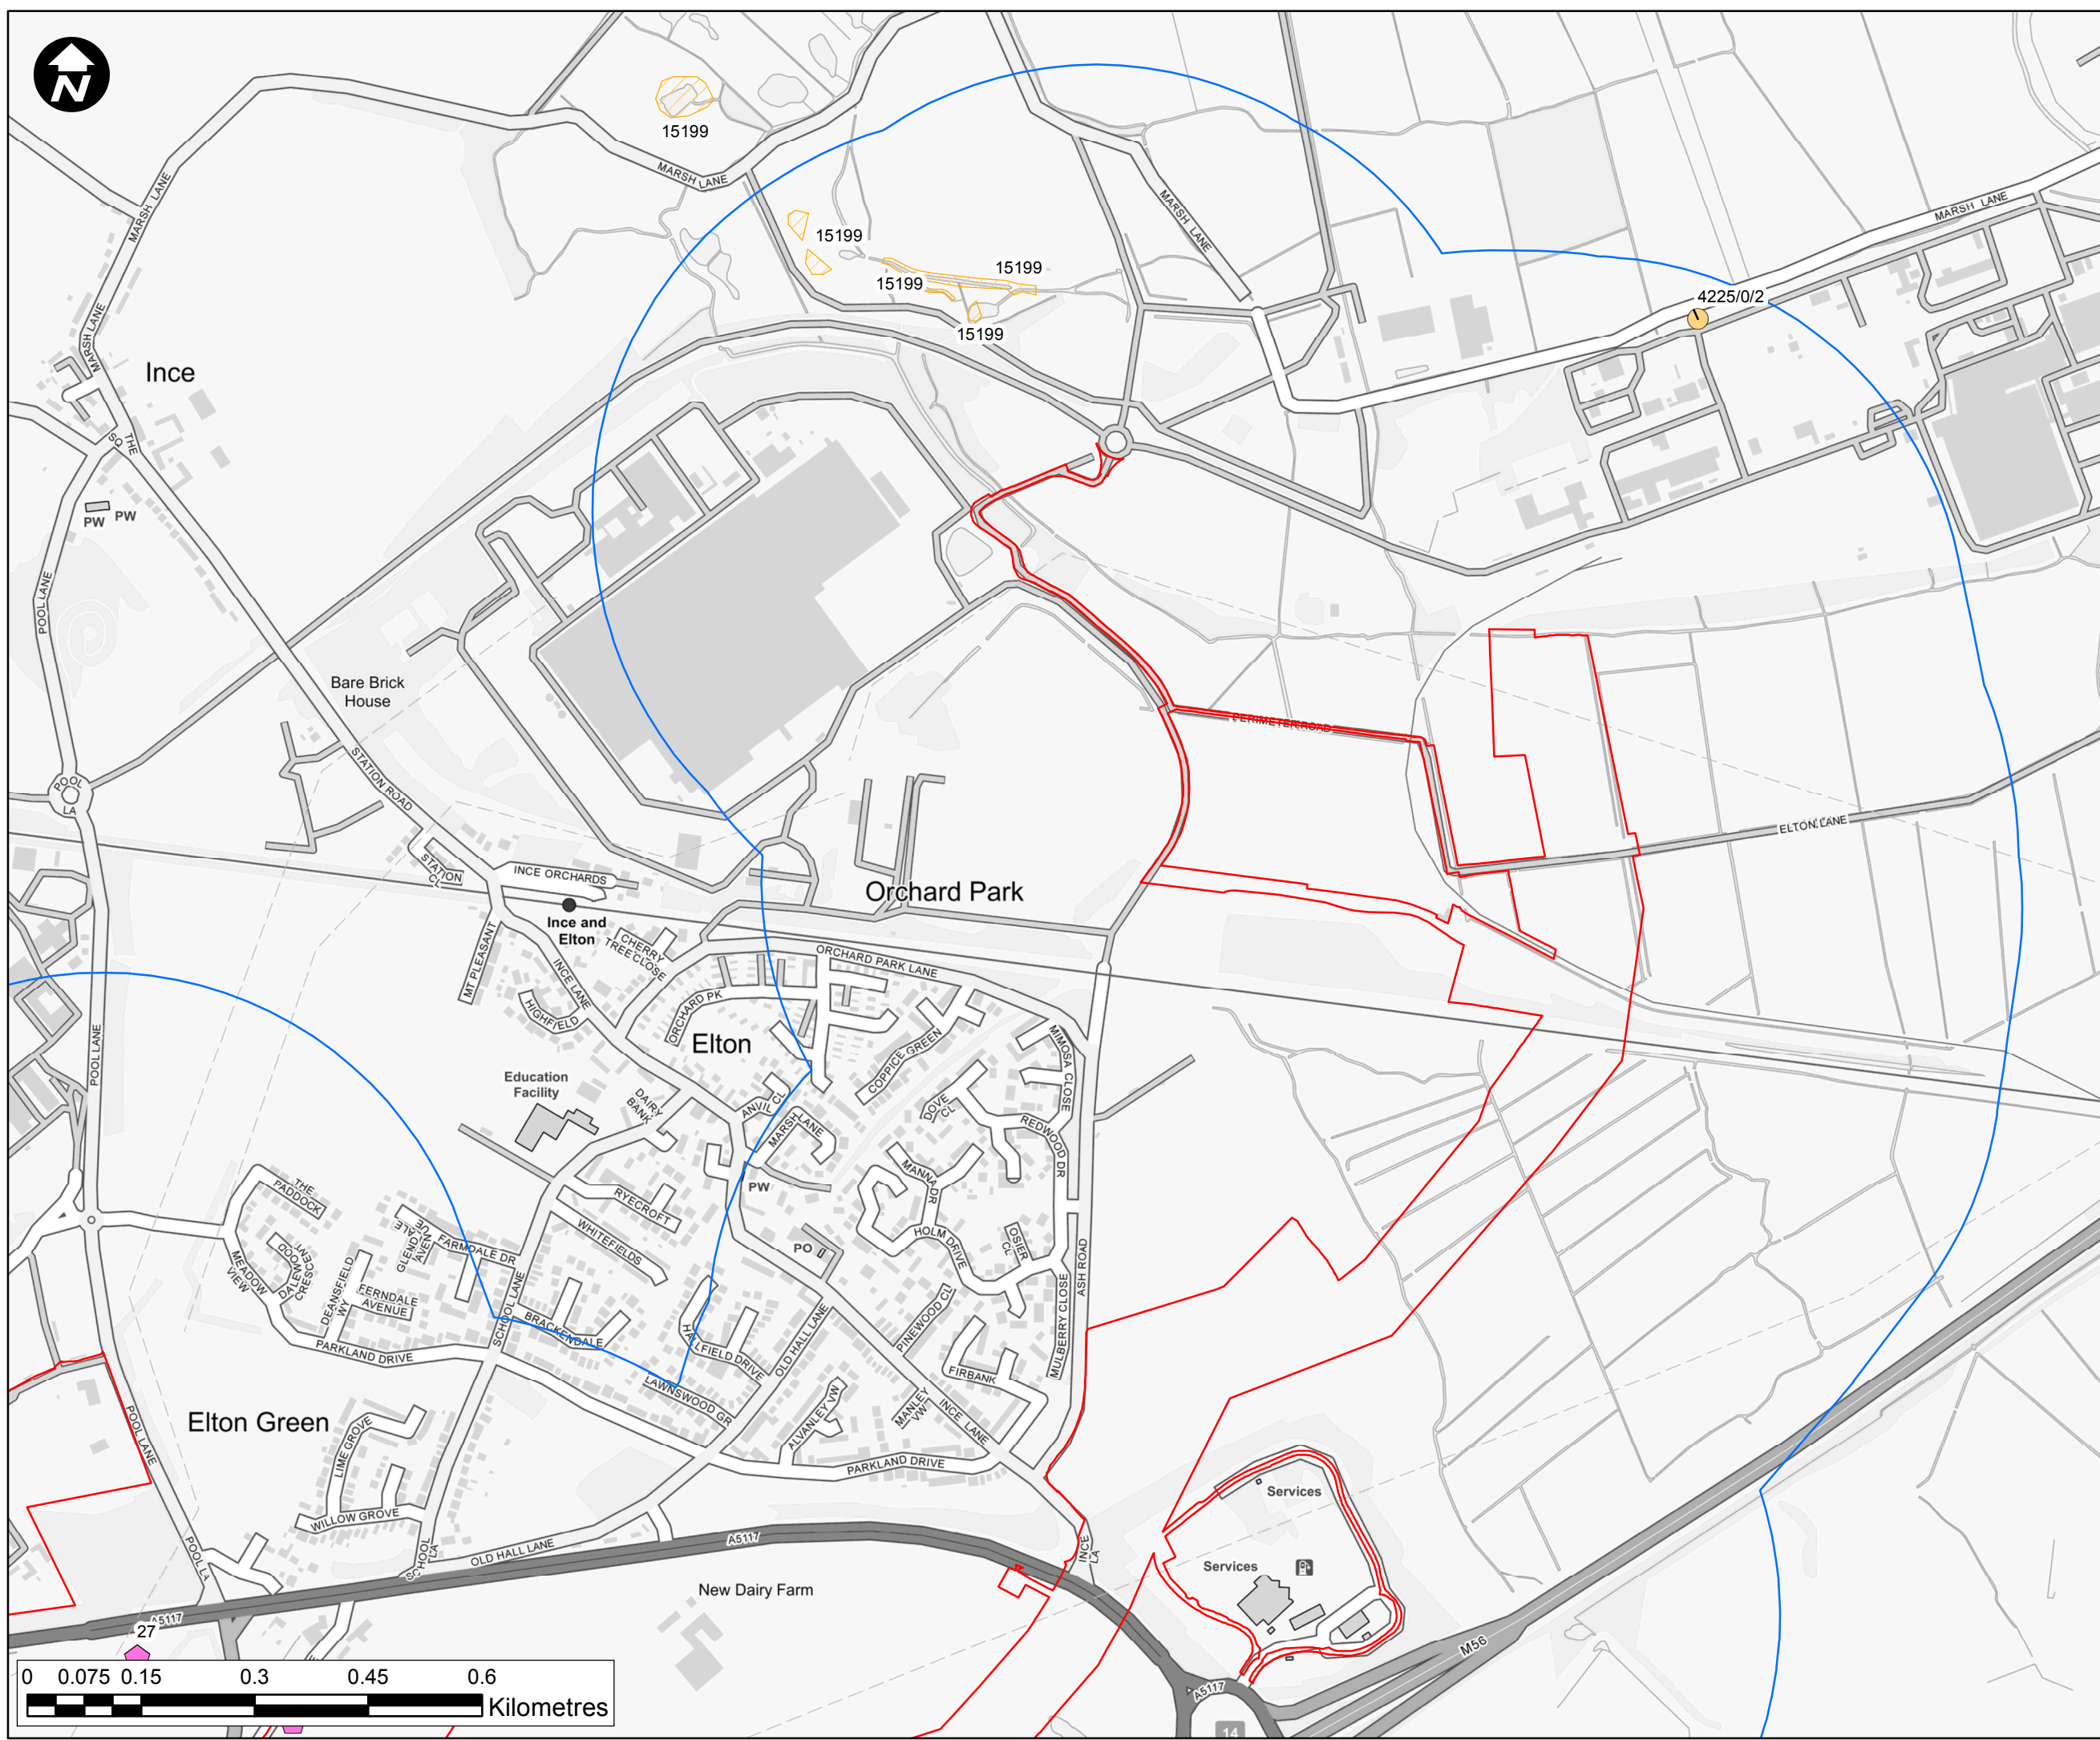 N
15199
MARSH LANE
MARSH LANE
MARSH LANE
MARSH LANE
15199
15199
15199
15199
4225/0/2
MARSH LANE
Ince
THE
SQ
PW
PW
POOL LANE
Bare Brick
House
STATION ROAD
PERIMETER ROAD
POOL
LA
ELTON LANE
STATION
CL
INCE ORCHARDS
Orchard Park
Ince and
Elton
CHERRY
TREE CLOSE
MT PLEASANT
INCE LANE
ORCHARD PARK LANE
ORCHARD PK
HIGHFIELD
Elton
COPPICE GREEN
MIMOSA CLOSE
POOL LANE
Education
Facility
DAIRY
BANK
ANVIL CL
MARSH LANE
DOVE
CL
REDWOOD DR
PW
MANNA DR
THE
PADDOCK
RYECROFT
WHITEFIELDS
GLENDALE
AVENUE
FARMDALE DR
MEADOW
VIEW
DALEWOOD
CRESCENT
DEANSFIELD
WY
FERNDALE
AVENUE
SCHOOL LANE
PO
HOLM DRIVE
OSIER
CL
ASH ROAD
MULBERRY CLOSE
BRACKENDALE
HALLFIELD DRIVE
OLD HALL LANE
PINEWOOD CL
PARKLAND DRIVE
LAWNSWOOD GR
FIRBANK
MANLEY
VW
INCE LANE
ALVANLEY VW
Elton Green
LIME GROVE
POOL LANE
PARKLAND DRIVE
WILLOW GROVE
Services
SCHOOL
LA
OLD HALL LANE
A5117
INCE
LA
POOL LA
Services
New Dairy Farm
A5117
27
M56
A5117
14
0 0.075 0.15 0.3 0.45 0.6
Kilometres